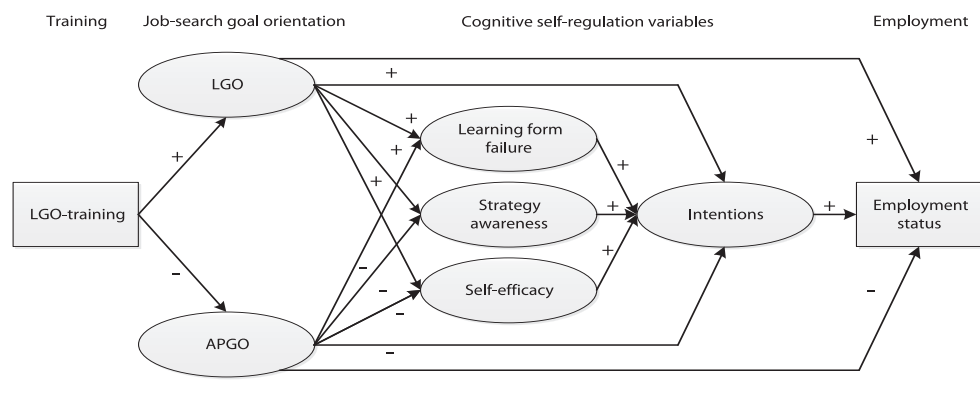 Training
Job-search goal orientation
Cognitive self-regulation variables
Employment
LGO
+
+
Learning form
failure
+
+
+
+
+
LGO-training
Strategy
awareness
+
Intentions
+
Employment
status
+
–
–
Self-efficacy
–
–
–
APGO
–